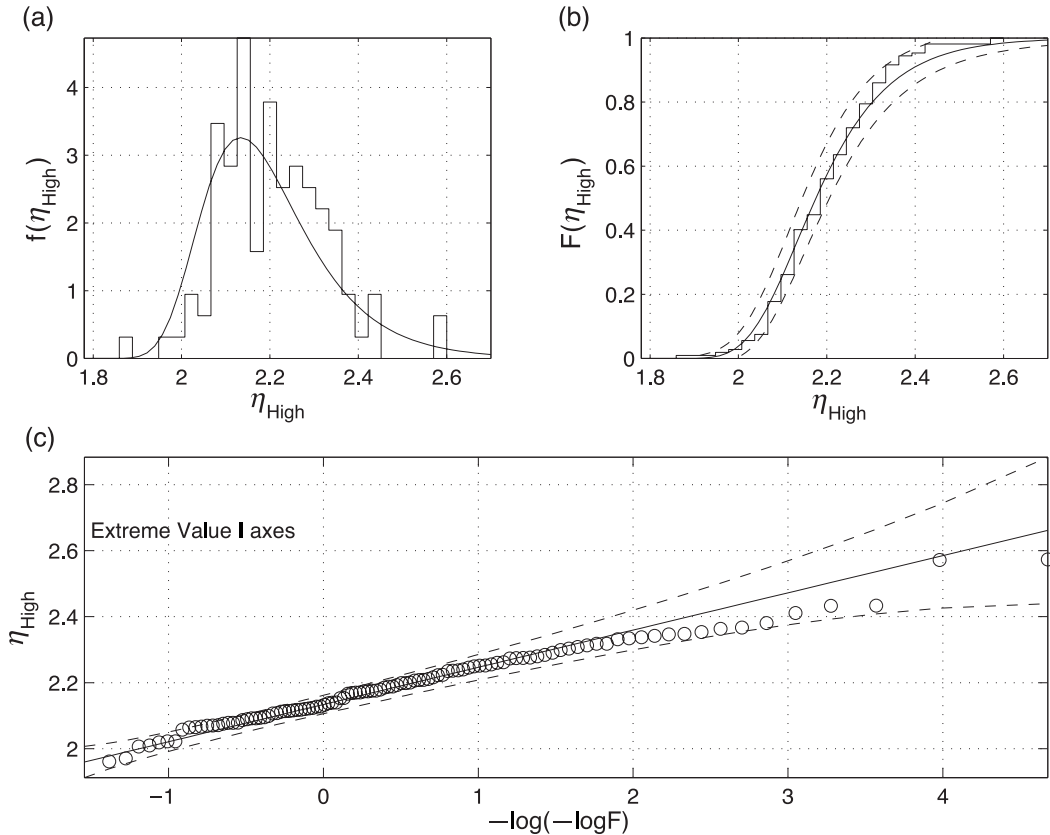 (a)
f(η_High)
4
3
2
1
0
1.8 2 2.2 2.4 2.6
η_High
(b)
F(η_High)
1
0.8
0.6
0.4
0.2
0
1.8 2 2.2 2.4 2.6
η_High
(c)
η_High
2.8
2.6
2.4
2.2
2
Extreme Value I axes
−1 0 1 2 3 4
−log(−logF)